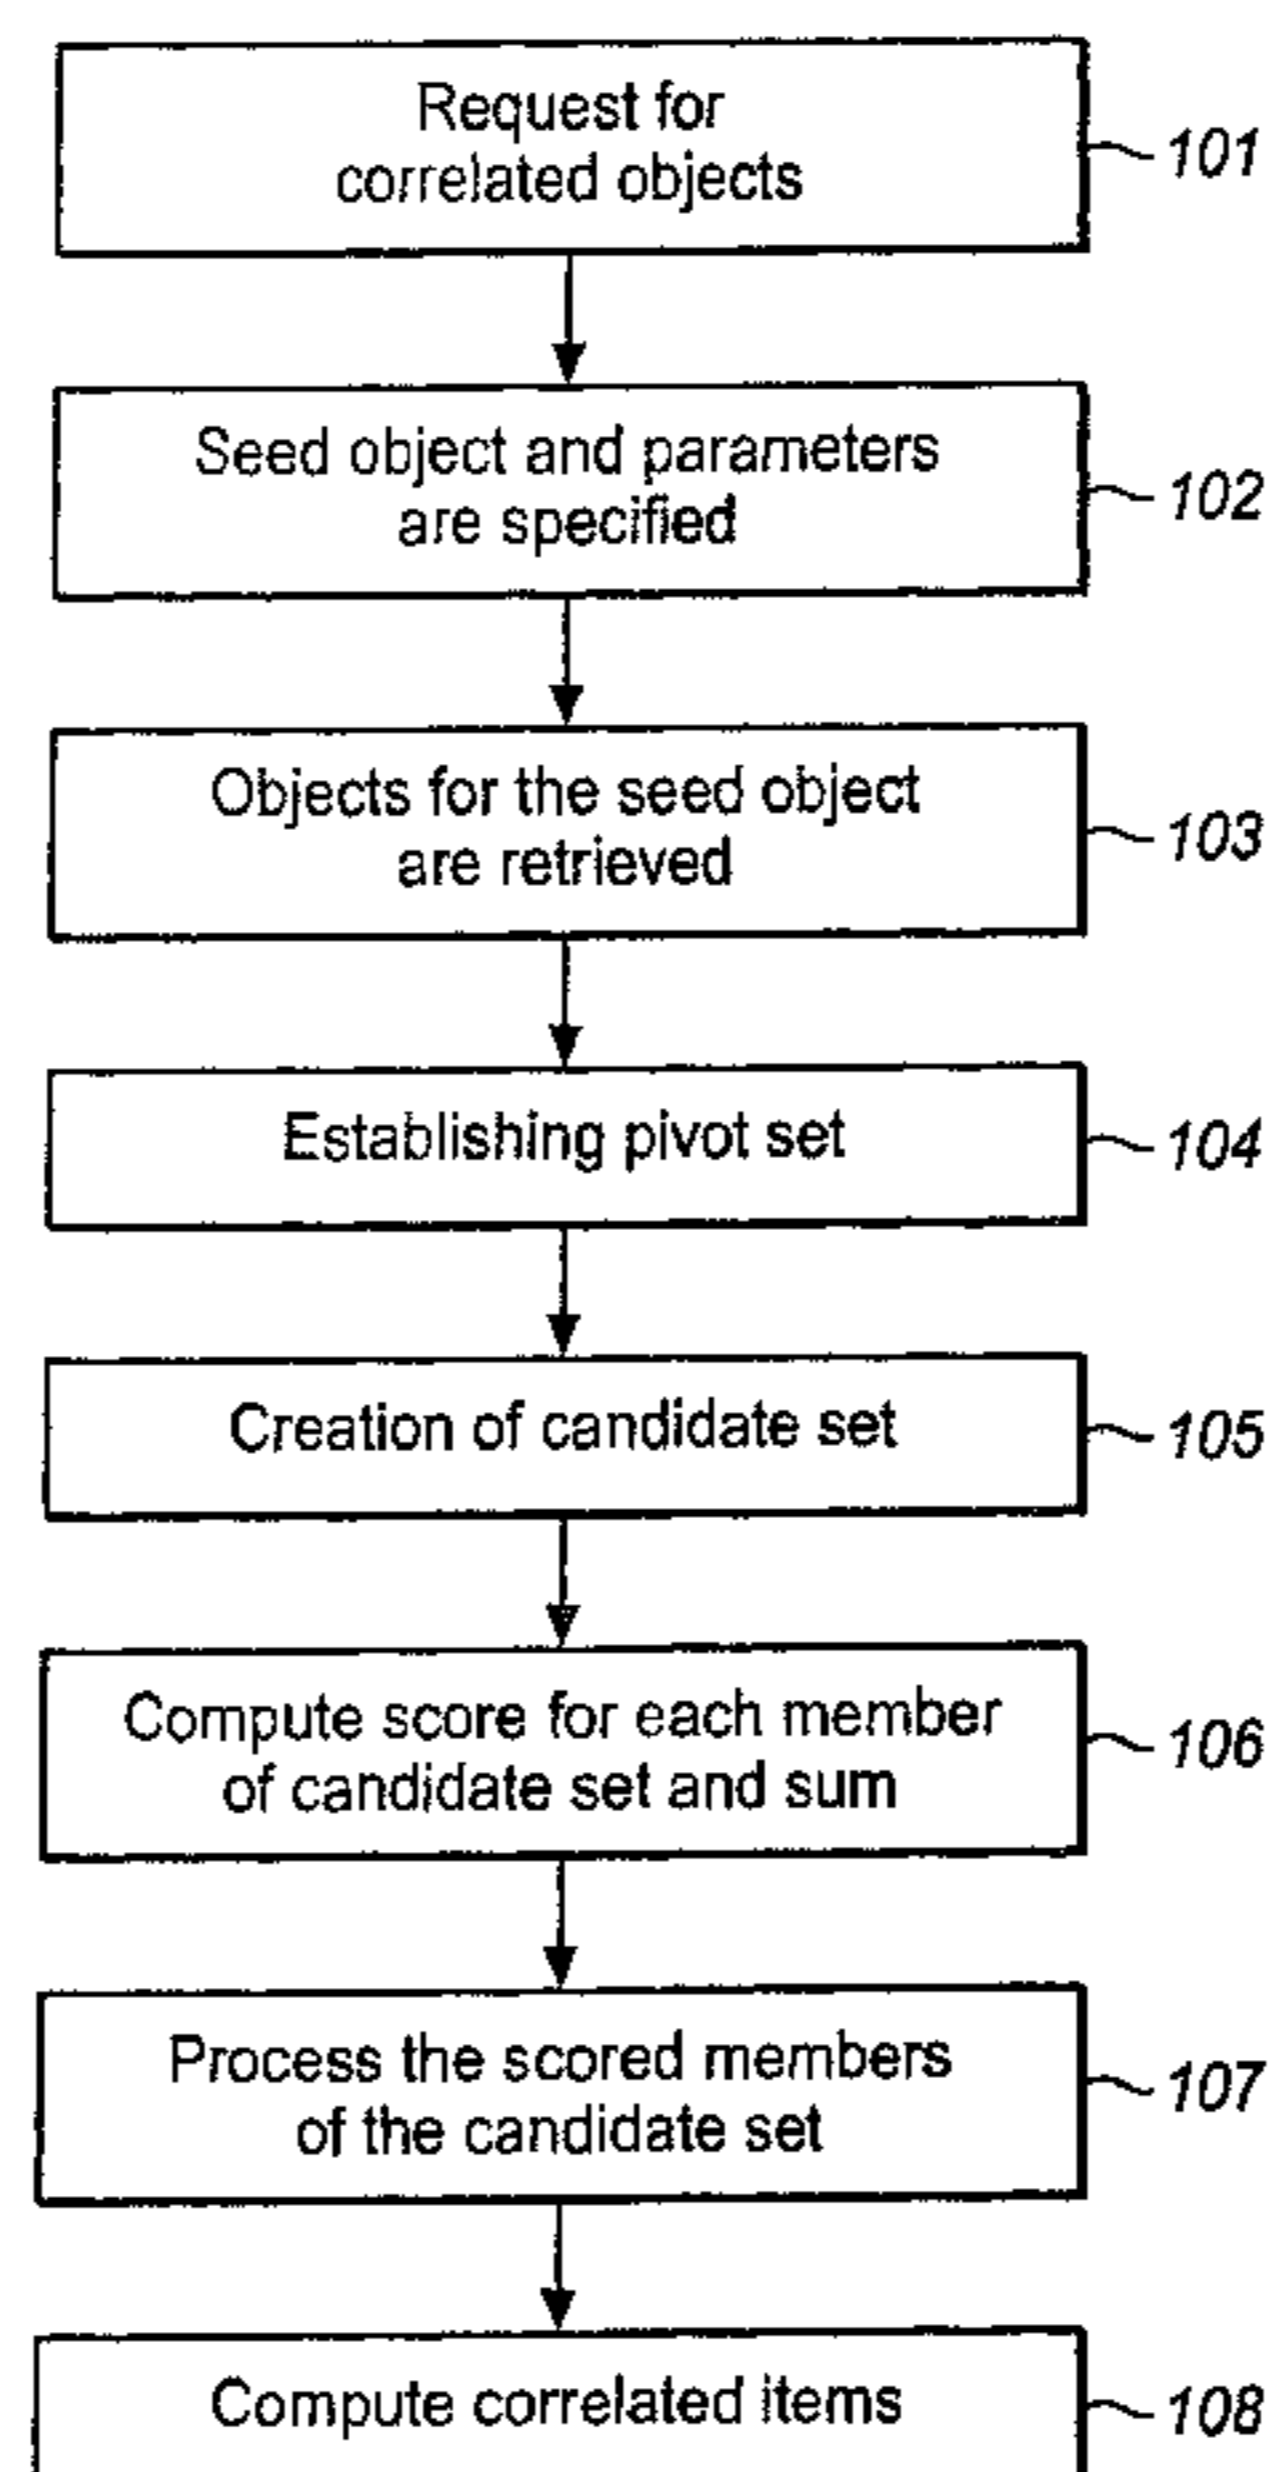 Request for
correlated objects
101
Seed object and parameters
are specified
102
Objects for the seed object
are retrieved
103
Establishing pivot set
104
Creation of candidate set
105
Compute score for each member
of candidate set and sum
106
Process the scored members
of the candidate set
107
Compute correlated items
108